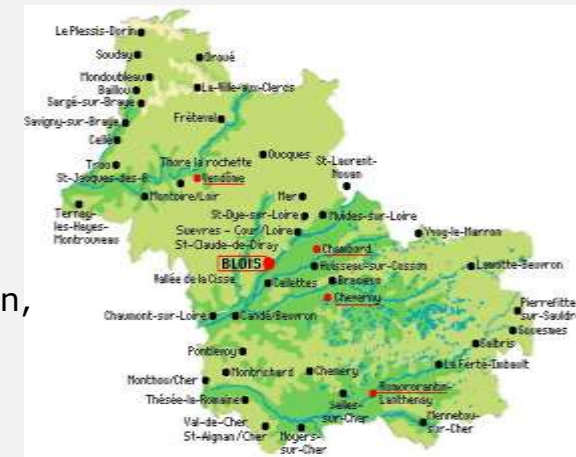 Le Plessis-Dorin
Souday
Droué
Mondoubleau
Baillou
La-Ville-aux-Clercs
Sargé-sur-Braye
Savigny-sur-Braye
Fréteval
Cellé
Oucques
Troo
Thore la rochette
St-Laurent-
Nouan
St-Jacques-des-G.
Vendôme
Montoire/Loir
Mer
Ternay-
les-Hayes-
Montrouveau
St-Dye-sur-Loire
Muides-sur-Loire
Suevres - Cour/Loire
St-Claude-de-Diray
Yvoy-le-Marron
Chambord
BLOIS
Huisseau-sur-Cosson
Lamotte-Beuvron
Vallée de la Cisse
Cellettes
Bracieux
Cheverny
Pierrefitte
-sur-Sauldre
n,
Chaumont-sur-Loire
Candé/Beuvron
Souesmes
Salbris
Pontlevoy
La Ferté-Imbault
Montrichard
Chemery
Monthou/Cher
Romorantin-
Lanthenay
Thésée-la-Romaine
Selles-
sur-Cher
Mennetou
-sur-Cher
Val-de-Cher
St-Aignan/Cher
Noyers-
sur-Cher